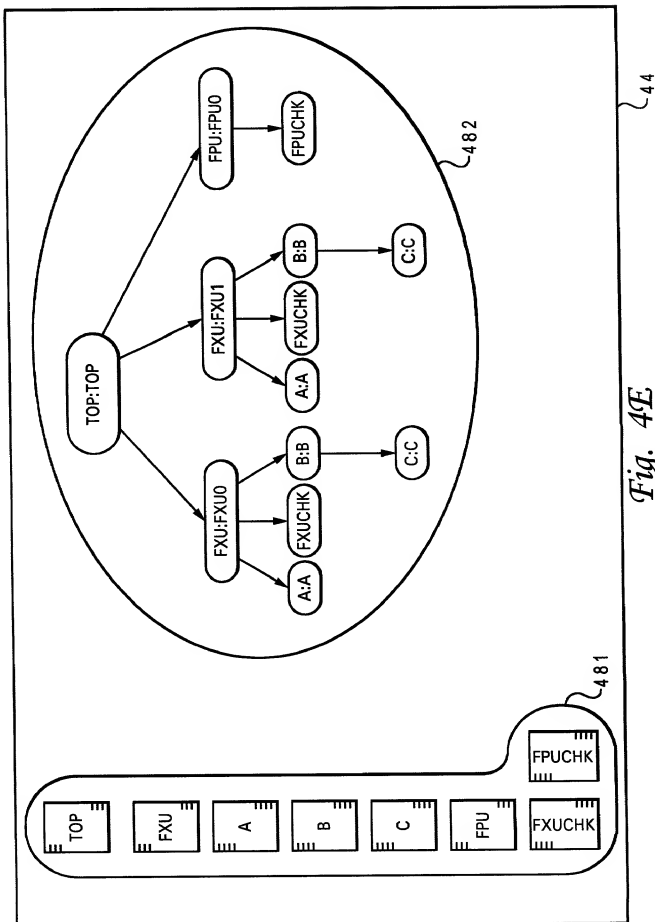 TOP
FXU
A
B
C
FPU
FXUCHK
FPUCHK
481
TOP:TOP
FXU:FXU0
FXU:FXU1
FPU:FPU0
A:A
FXUCHK
B:B
A:A
FXUCHK
B:B
FPUCHK
C:C
C:C
482
44
Fig. 4E